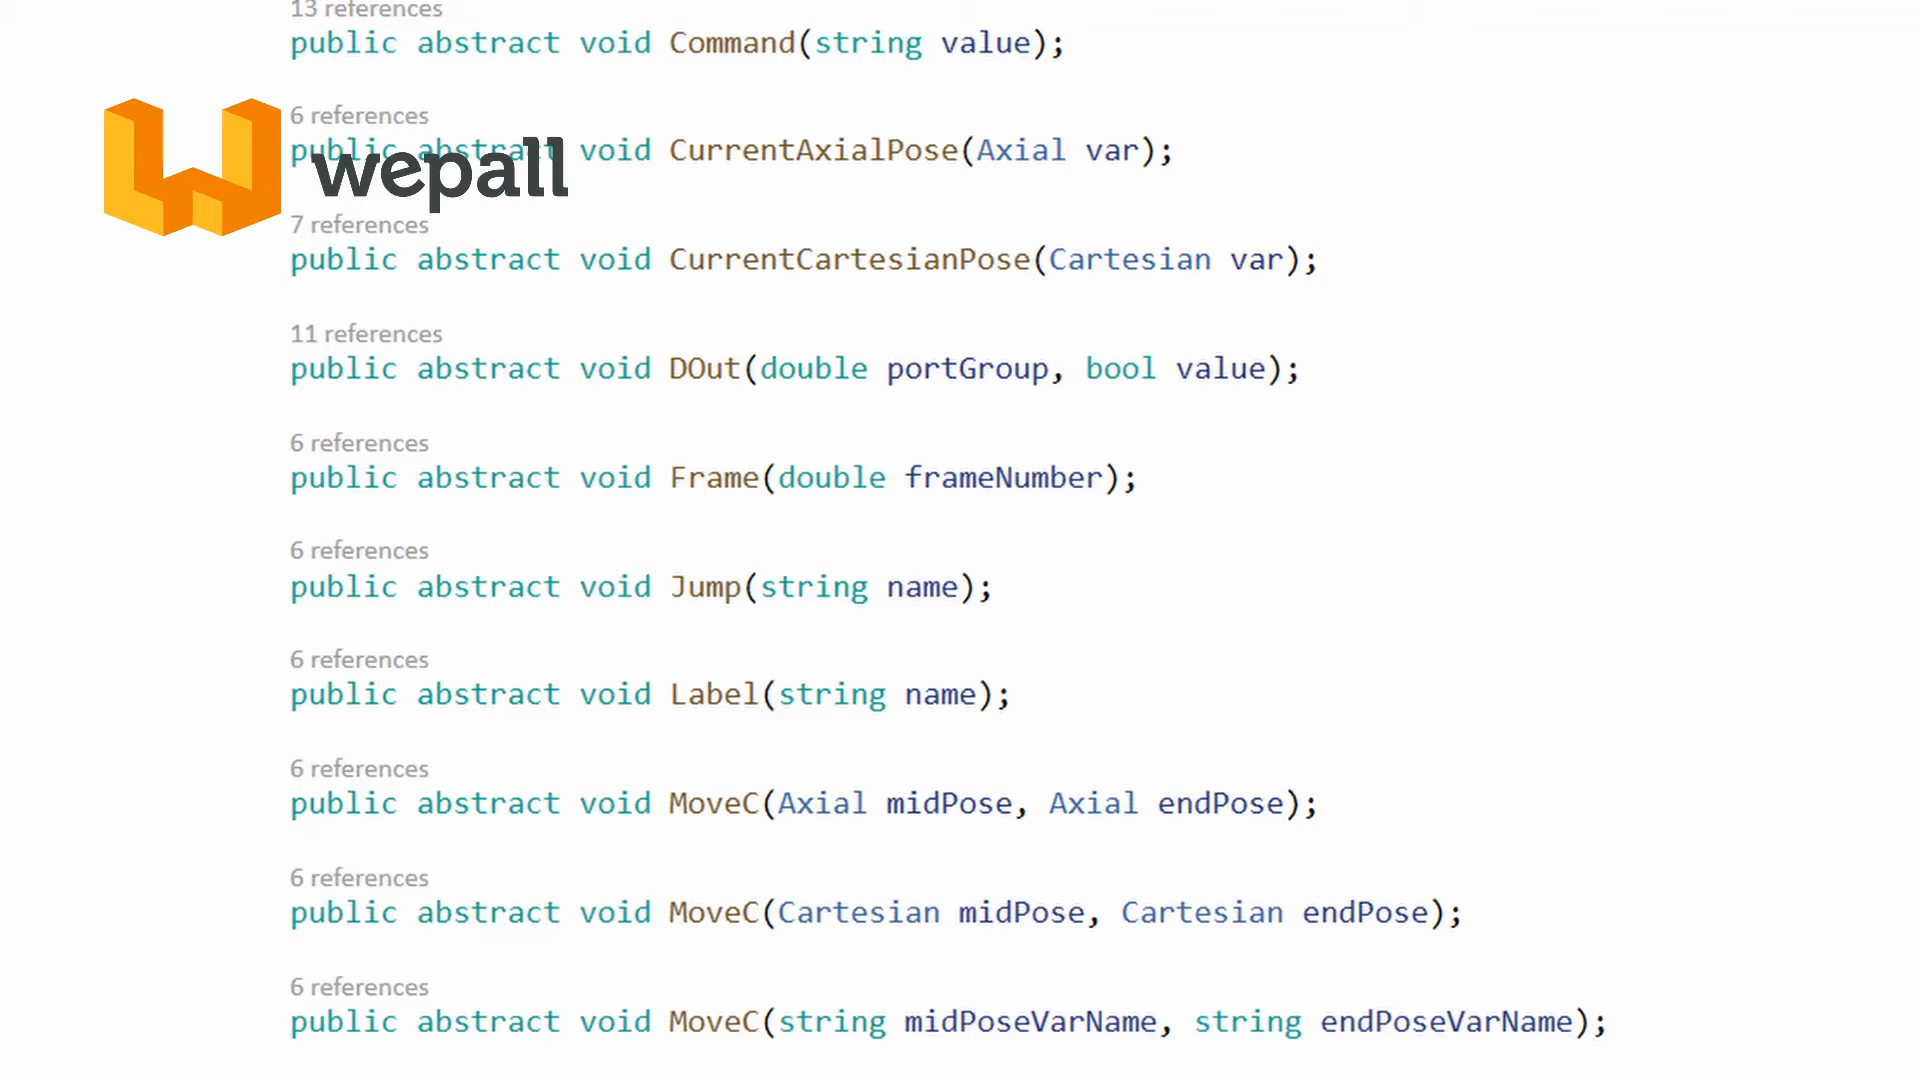 13 references
public abstract void Command(string value);
6 references
public abstract void CurrentAxialPose(Axial var);
wepall
7 references
public abstract void CurrentCartesianPose(Cartesian var);
11 references
public abstract void DOut(double portGroup, bool value);
6 references
public abstract void Frame(double frameNumber);
6 references
public abstract void Jump(string name);
6 references
public abstract void Label(string name);
6 references
public abstract void MoveC(Axial midPose, Axial endPose);
6 references
public abstract void MoveC(Cartesian midPose, Cartesian endPose);
6 references
public abstract void MoveC(string midPoseVarName, string endPoseVarName);